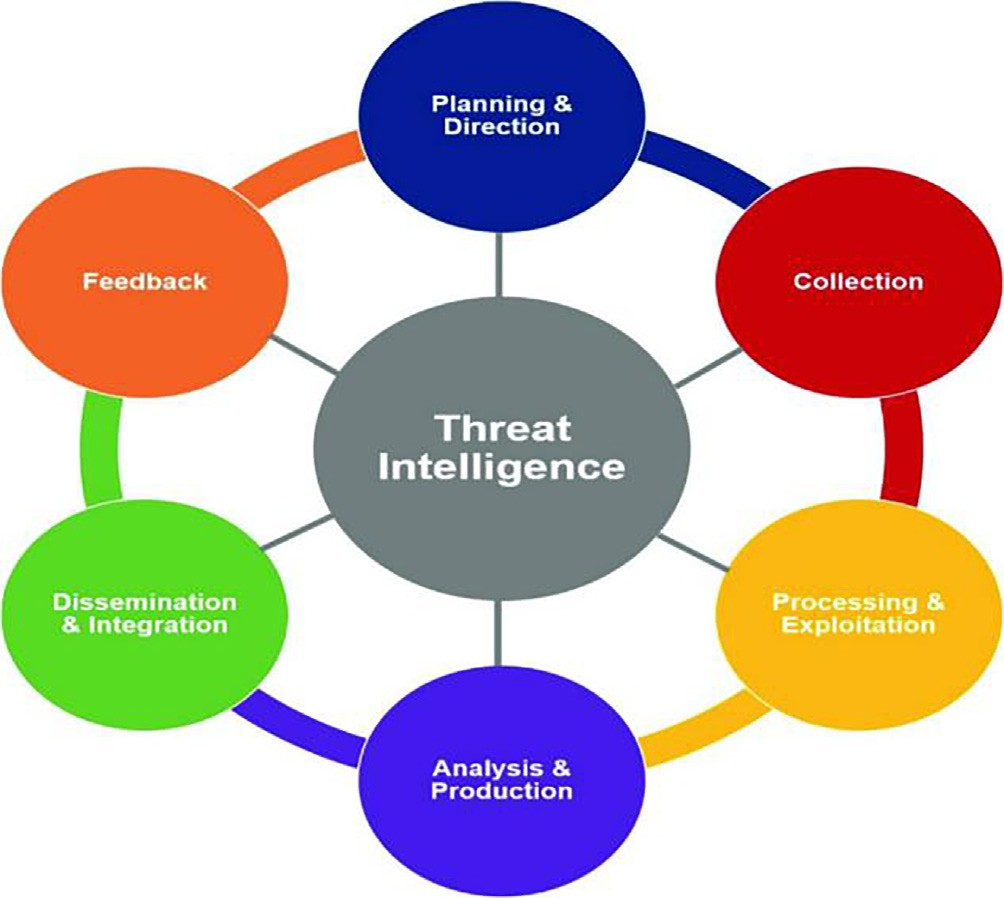 Planning &
Direction
Collection
Processing &
Exploitation
Analysis &
Production
Dissemination
& Integration
Feedback
Threat
Intelligence